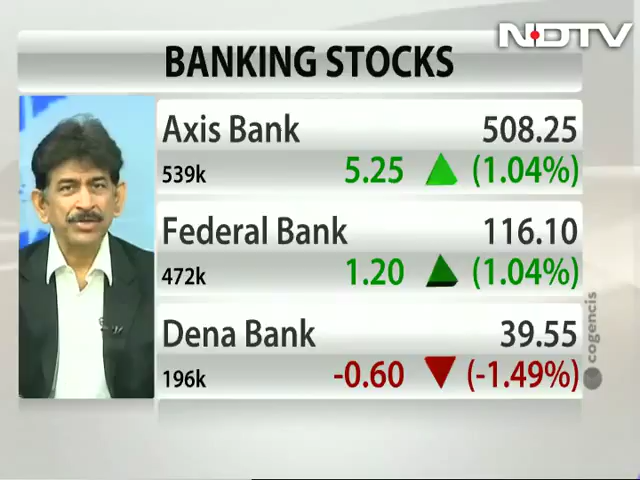 NDTV
BANKING STOCKS
Axis Bank 508.25
539k 5.25 ▲ (1.04%)
Federal Bank 116.10
472k 1.20 ▲ (1.04%)
Dena Bank 39.55
196k -0.60 ▼ (-1.49%)
cogencis